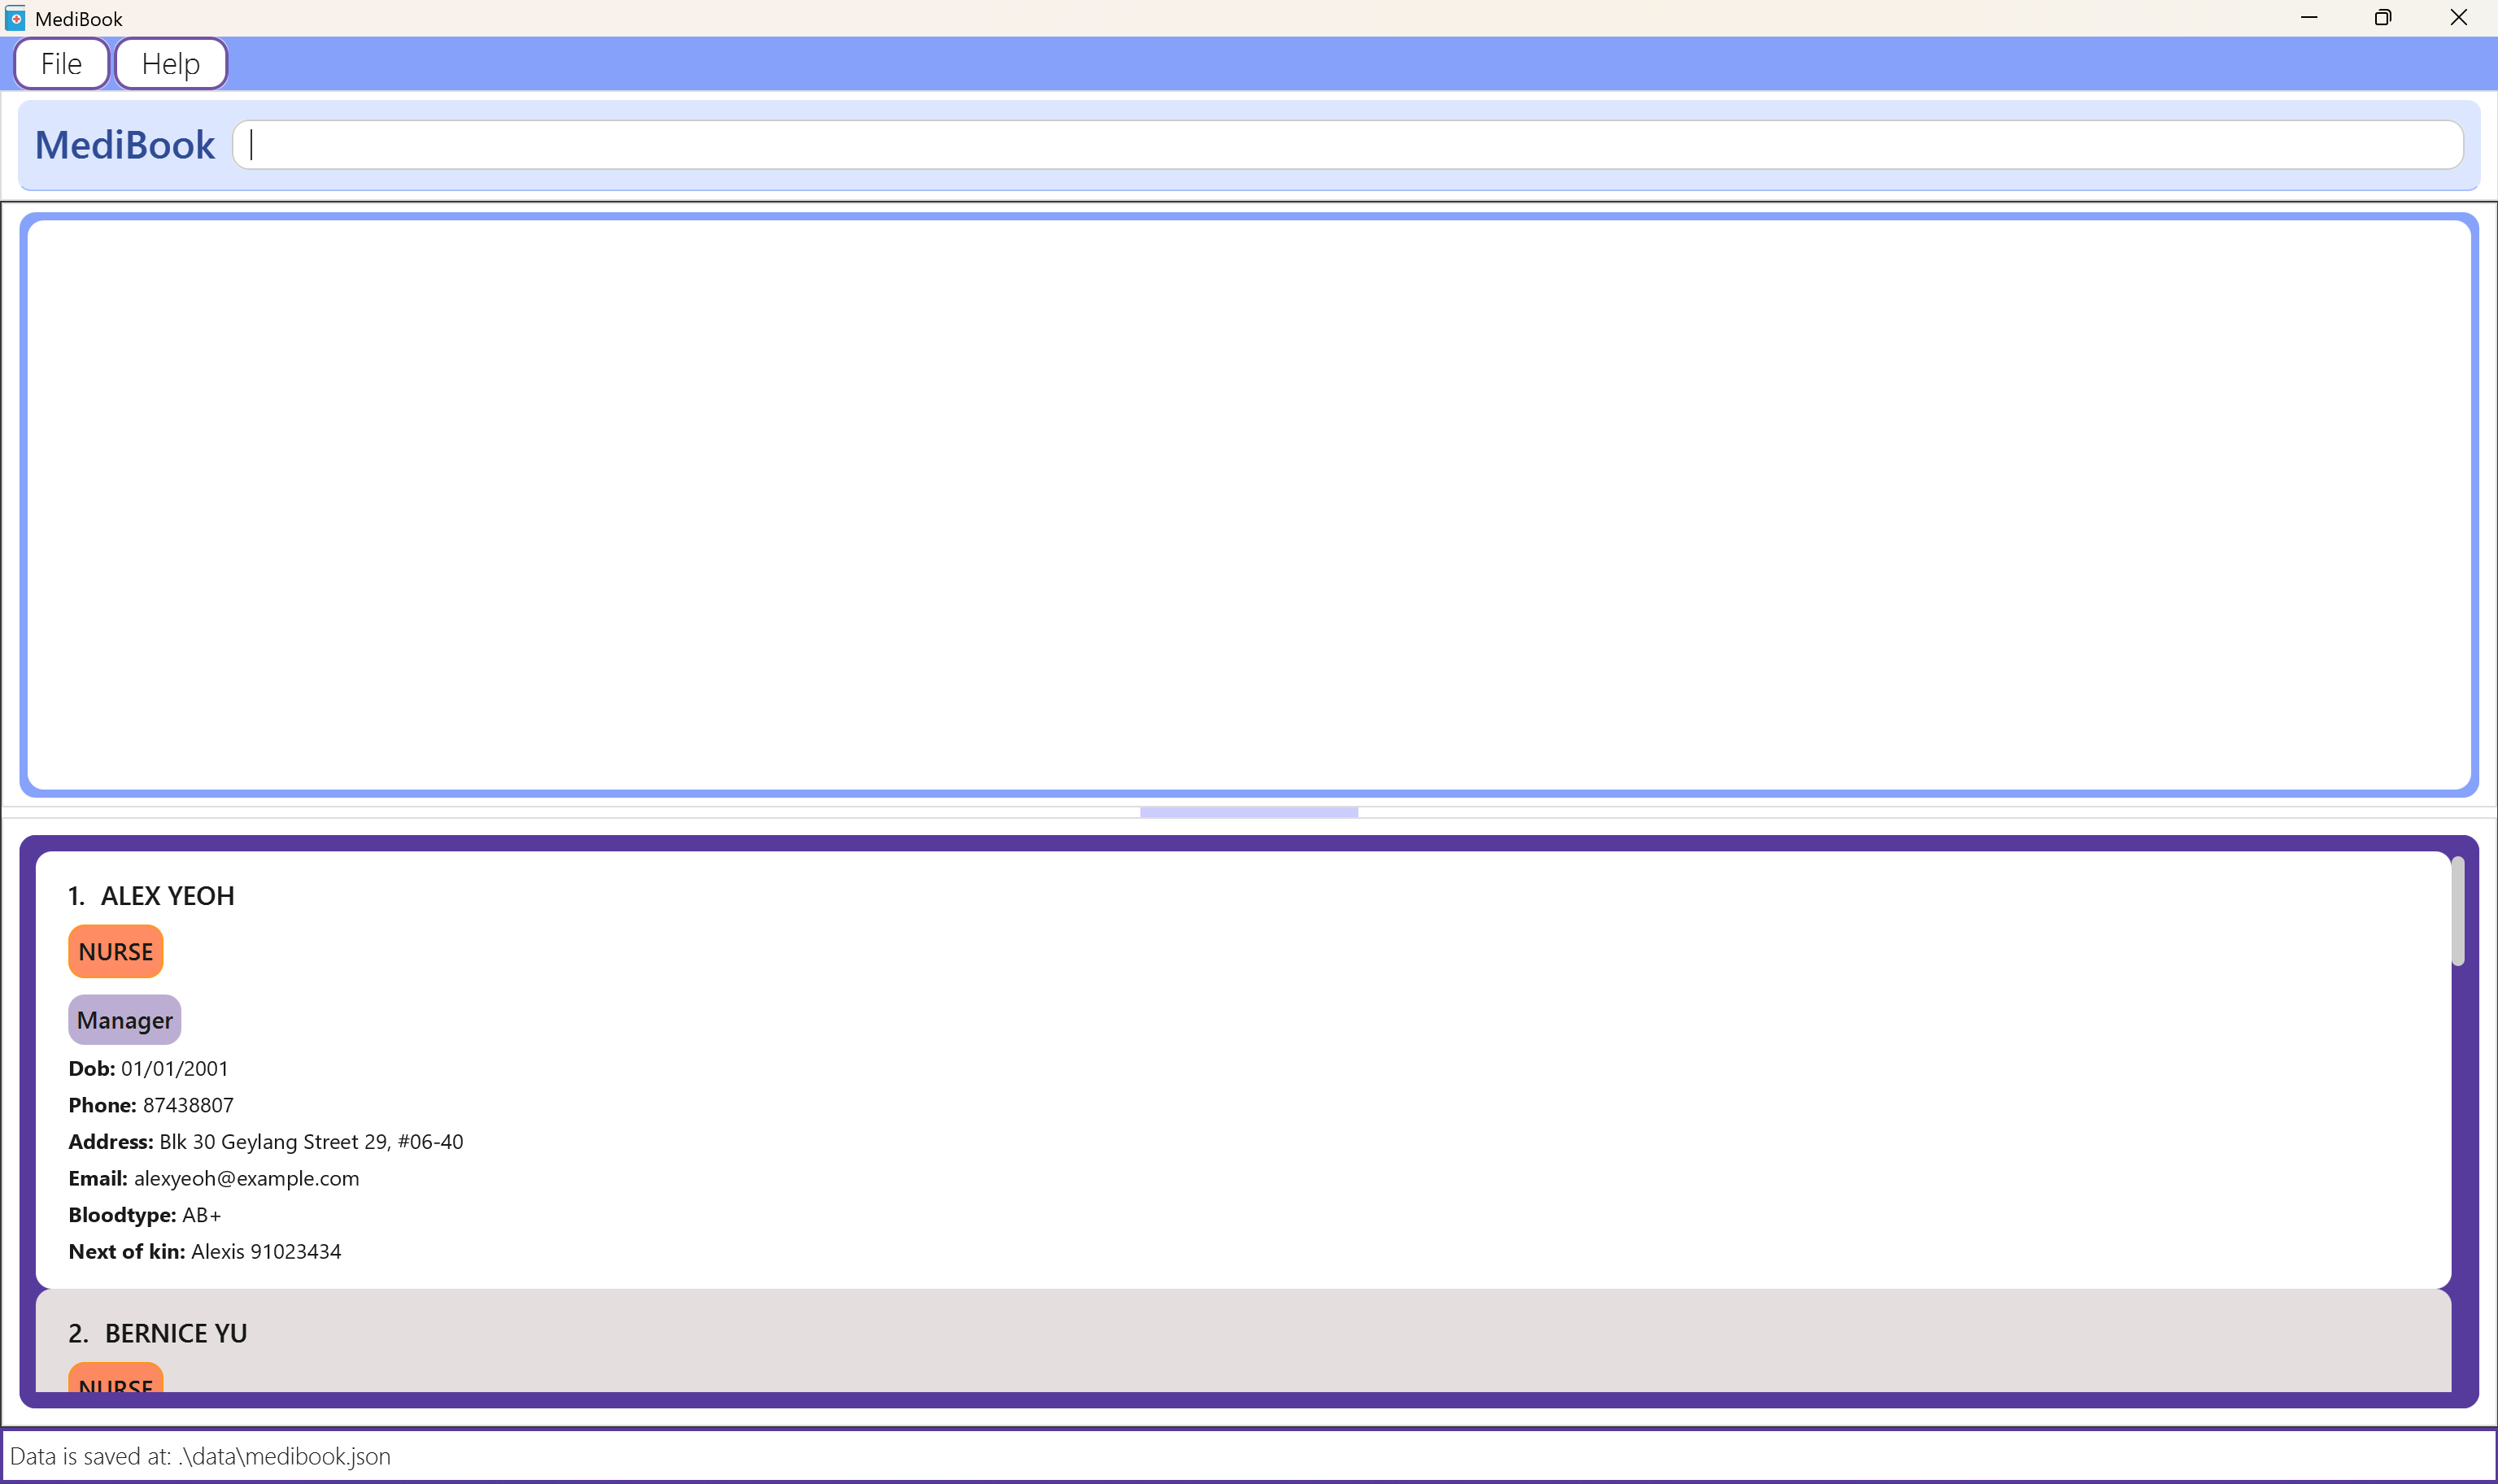 MediBook
File Help
MediBook
1. ALEX YEOH
NURSE
Manager
Dob: 01/01/2001
Phone: 87438807
Address: Blk 30 Geylang Street 29, #06-40
Email: alexyeoh@example.com
Bloodtype: AB+
Next of kin: Alexis 91023434
2. BERNICE YU
NURSE
Data is saved at: .\data\medibook.json